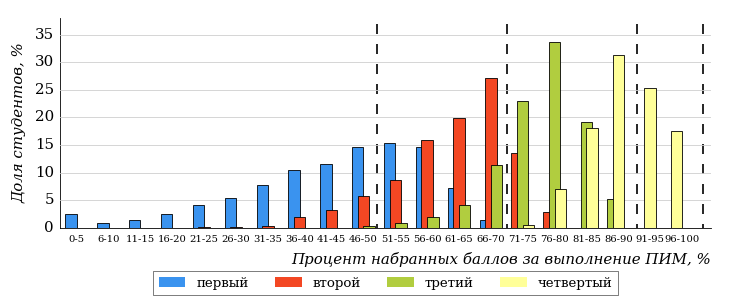 Доля студентов, %
35
30
25
20
15
10
5
0
0-5 6-10 11-15 16-20 21-25 26-30 31-35 36-40 41-45 46-50 51-55 56-60 61-65 66-70 71-75 76-80 81-85 86-90 91-95 96-100
Процент набранных баллов за выполнение ПИМ, %
первый второй третий четвертый